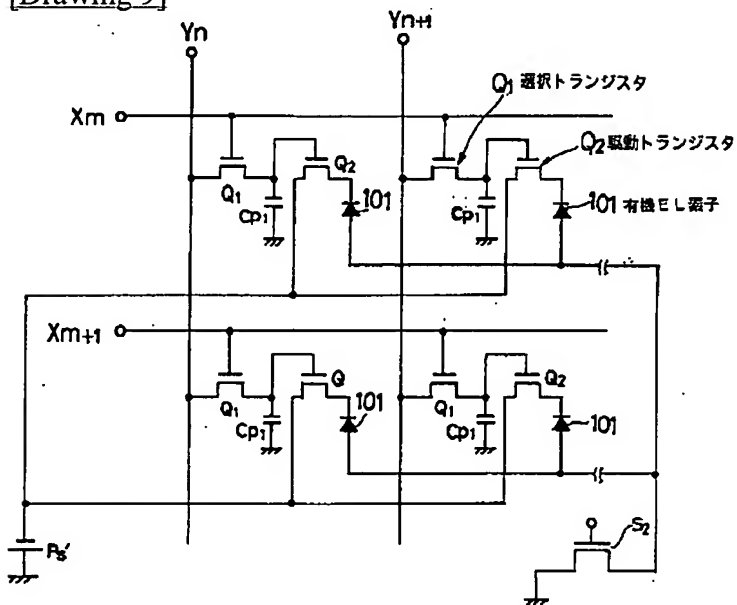 [Drawing 9]
Yn
Yn+1
Q1 選択トランジスタ
Xm
Q2 駆動トランジスタ
Q1
Q2
Cp1
101
Cp1
101 有機EL素子
Xm+1
Q1
Q
Cp1
101
Q1
Q2
Cp1
101
Ps'
S2